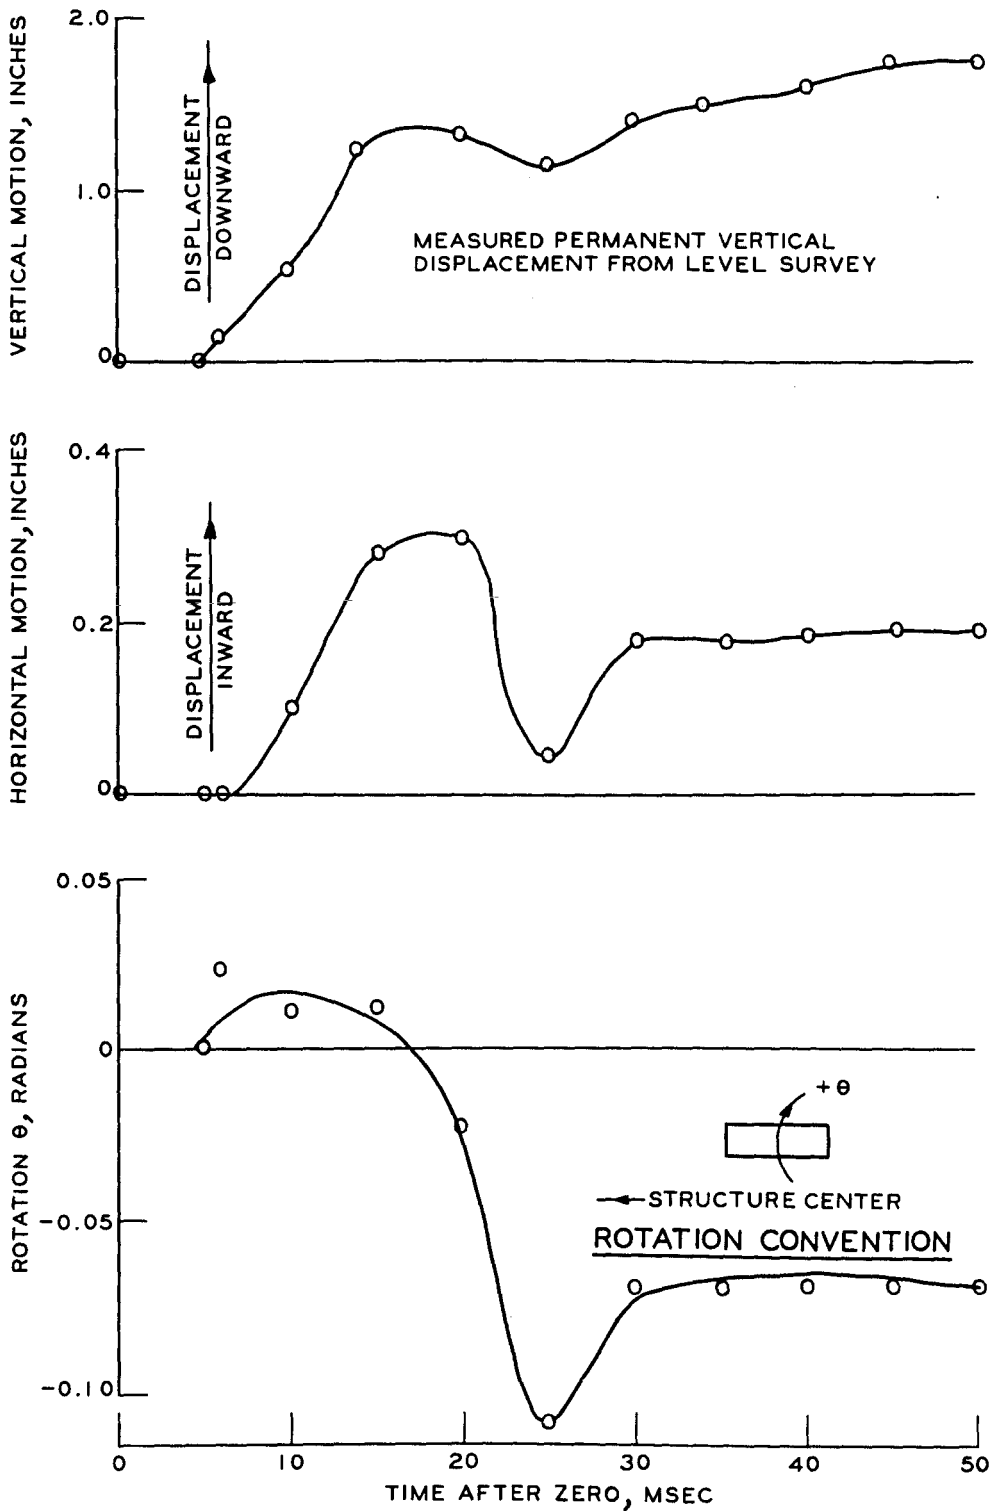 VERTICAL MOTION, INCHES
2.0
1.0
0
DISPLACEMENT
DOWNWARD
MEASURED PERMANENT VERTICAL
DISPLACEMENT FROM LEVEL SURVEY
HORIZONTAL MOTION, INCHES
0.4
0.2
0
DISPLACEMENT
INWARD
ROTATION θ, RADIANS
0.05
0
-0.05
-0.10
+θ
STRUCTURE CENTER
ROTATION CONVENTION
0 10 20 30 40 50
TIME AFTER ZERO, MSEC